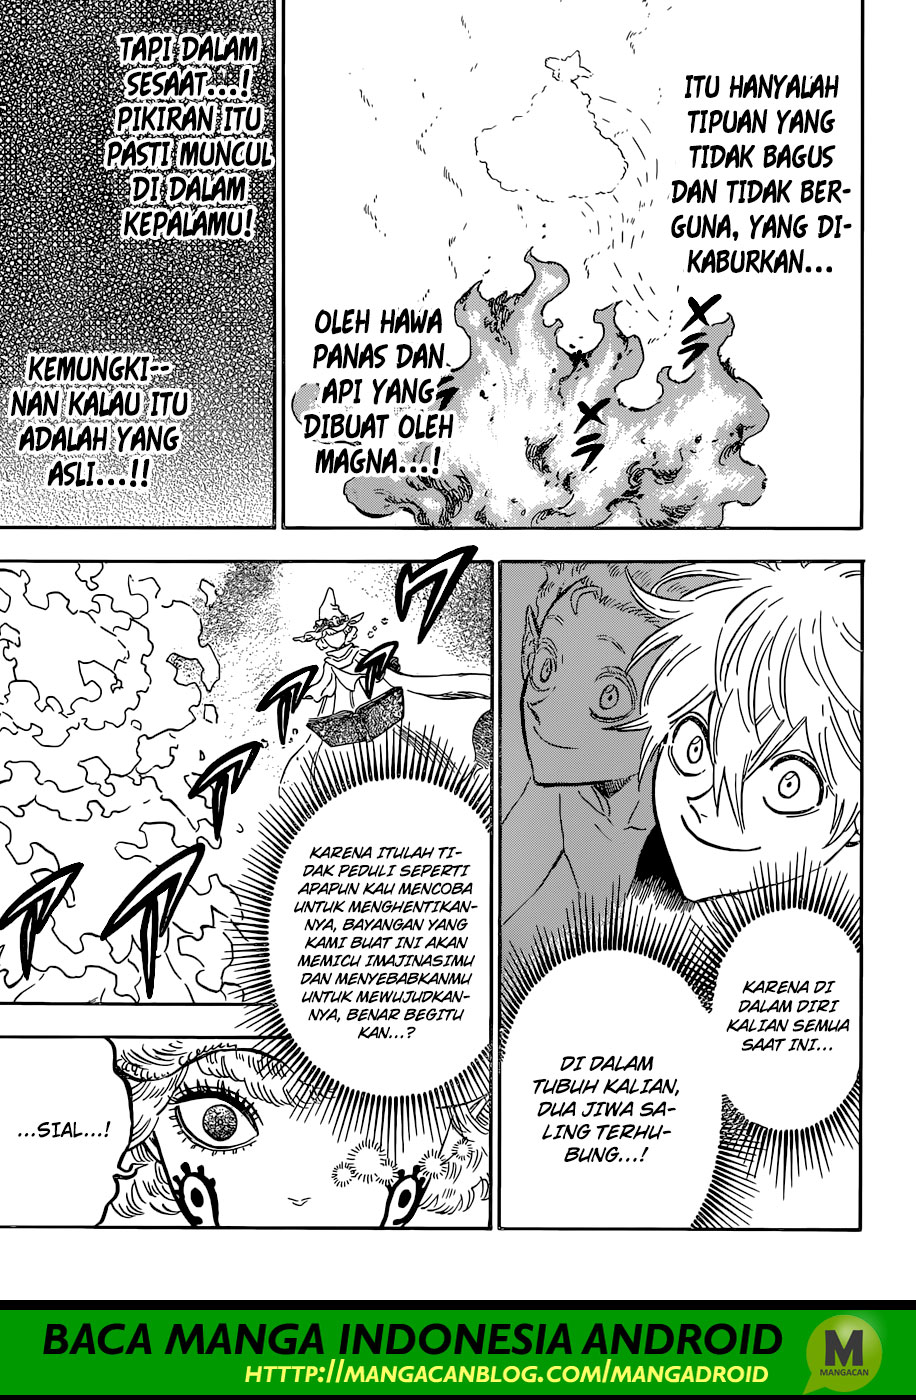 ITU HANYALAH
TIPUAN YANG
TIDAK BAGUS
DAN TIDAK BER-
GUNA, YANG DI-
KABURKAN...
OLEH HAWA
PANAS DAN
API YANG
DIBUAT OLEH
MAGNA...!
TAPI DALAM
SESAAT...!
PIKIRAN ITU
PASTI MUNCUL
DI DALAM
KEPALAMU!
KEMUNGKI--
NAN KALAU ITU
ADALAH YANG
ASLI...!!
KARENA DI
DALAM DIRI
KALIAN SEMUA
SAAT INI...
DI DALAM
TUBUH KALIAN,
DUA JIWA SA-
LING TERHU-
BUNG...!
KARENA ITULAH TI-
DAK PEDULI SEPERTI
APAPUN KAU MENCOBA
UNTUK MENGHENTIKAN-
NYA, BAYANGAN YANG
KAMI BUAT INI AKAN
MEMICU IMAJINASIMU
DAN MENYEBABKANMU
UNTUK MEWUJUDKAN-
NYA, BENAR BEGITU
KAN...?
...SIAL...!
BACA MANGA INDONESIA ANDROID
HTTTP://MANGACANBLOG.COM/MANGADROID
M
MANGACAN